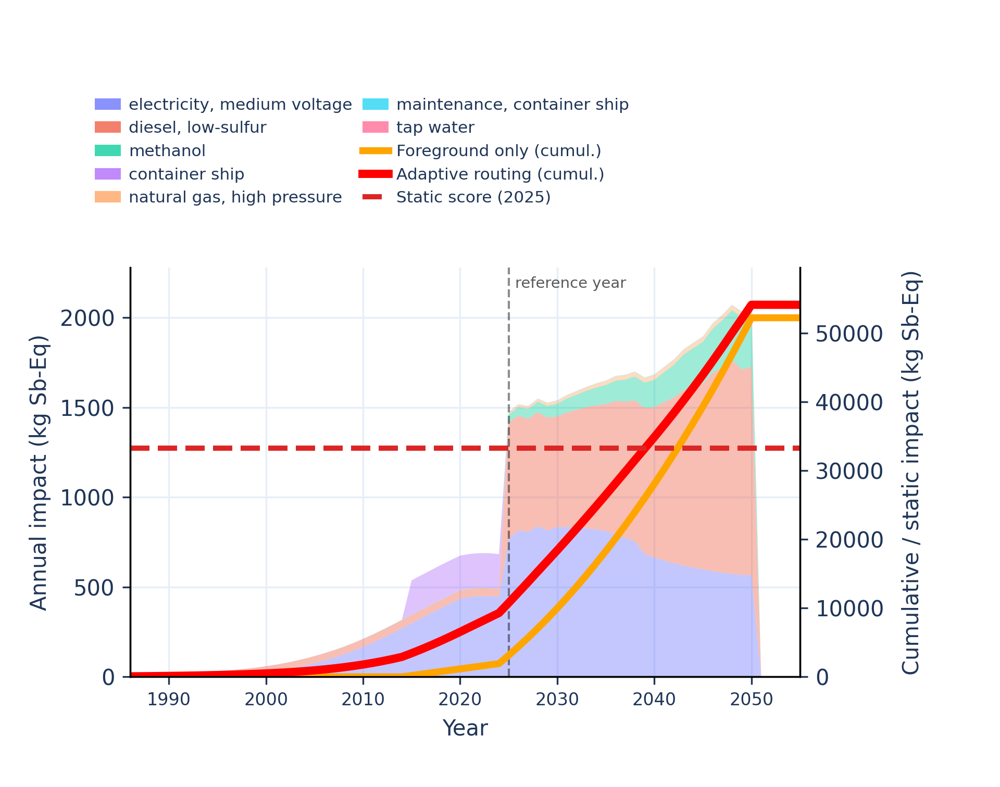 electricity, medium voltage
diesel, low-sulfur
methanol
container ship
natural gas, high pressure
maintenance, container ship
tap water
Foreground only (cumul.)
Adaptive routing (cumul.)
Static score (2025)
reference year
Annual impact (kg Sb-Eq)
2000
1500
1000
500
0
Cumulative / static impact (kg Sb-Eq)
50000
40000
30000
20000
10000
0
1990 2000 2010 2020 2030 2040 2050
Year